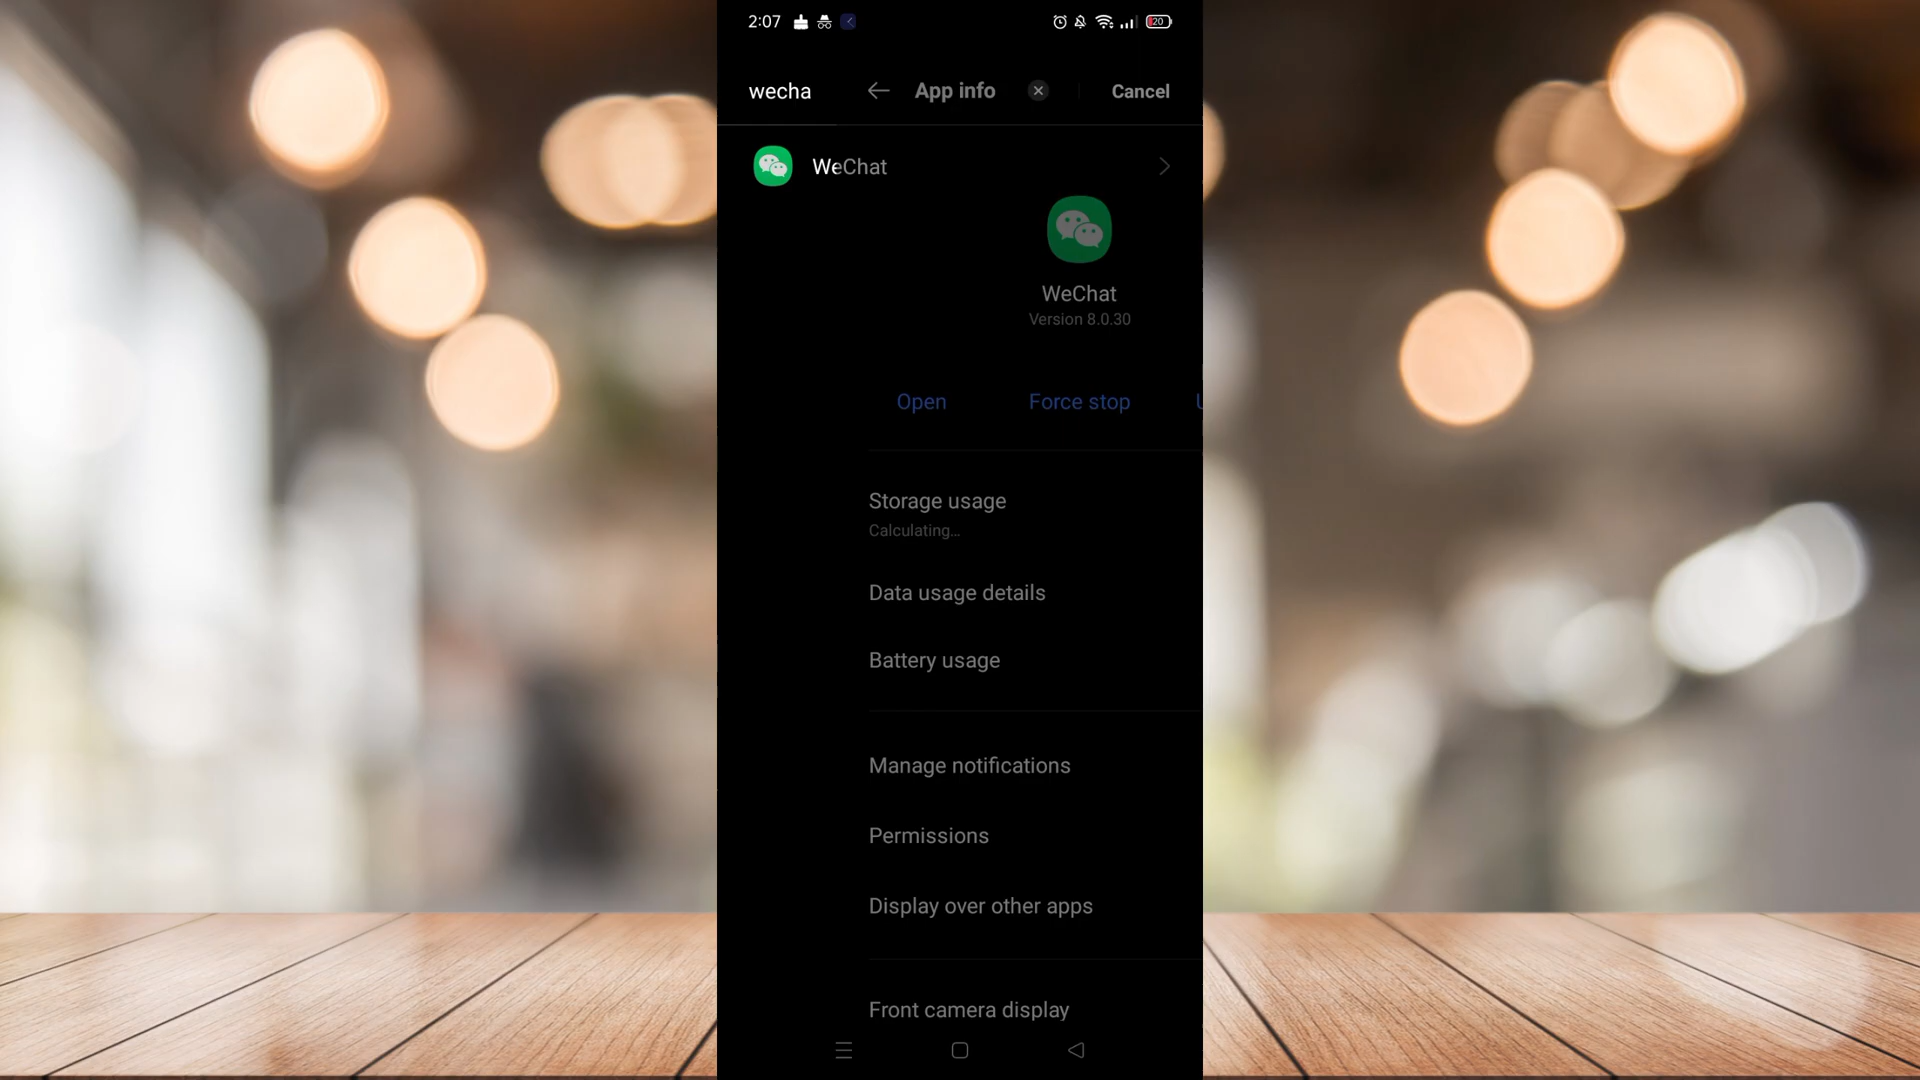 2:07 20
wecha App info Cancel
WeChat
WeChat
Version 8.0.30
Open Force stop U
Storage usage
Calculating...
Data usage details
Battery usage
Manage notifications
Permissions
Display over other apps
Front camera display